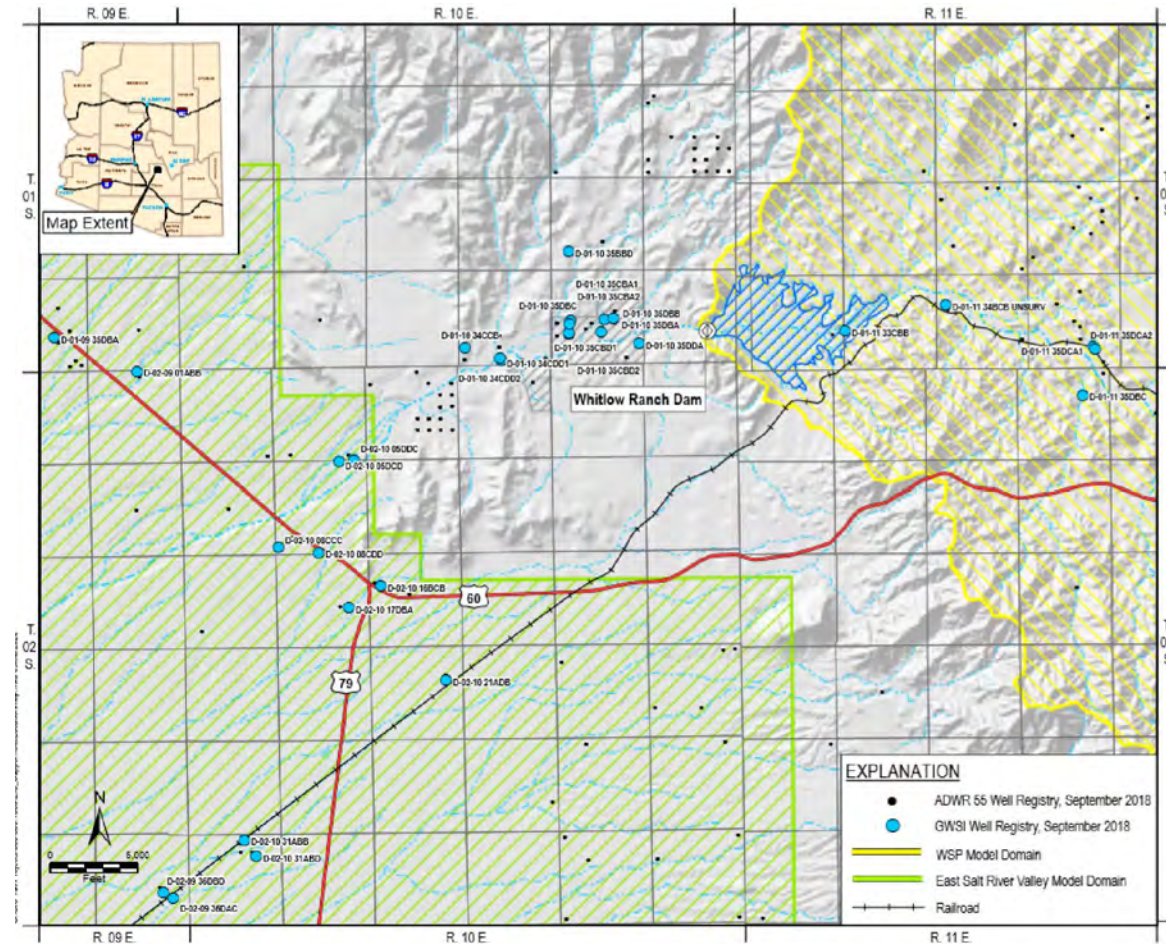 R. 09 E.
R. 10 E.
R. 11 E.
Map Extent
T.
01
S.
T.
D-01-10 35BBD
D-01-10 35CBA1
D-01-10 35CBA2
D-01-10 35DBC
D-01-10 35DBB
D-01-10 35DBA
D-01-10 34CCB
D-01-10 35CBD1
D-01-10 35DDA
D-01-10 34CDD1
D-01-10 35CBD2
D-01-10 34CDD2
D-01-11 34BCB UNSURV
D-01-11 33CBB
D-01-11 35DCA2
D-01-11 35DCA1
D-01-11 35DBC
D-01-09 35DBA
D-02-09 01ABB
Whitlow Ranch Dam
D-02-10 05DDC
D-02-10 05DCD
D-02-10 08CCC
D-02-10 08CDD
D-02-10 16BCB
60
D-02-10 17DBA
T.
02
S.
T.
79
D-02-10 21ADB
D-02-10 31ABB
D-02-10 31ABD
D-02-09 36DBD
D-02-09 36DAC
N
0
5,000
Feet
EXPLANATION
ADWR 55 Well Registry, September 2018
GWSI Well Registry, September 2018
WSP Model Domain
East Salt River Valley Model Domain
Railroad
R. 09 E.
R. 10 E.
R. 11 E.